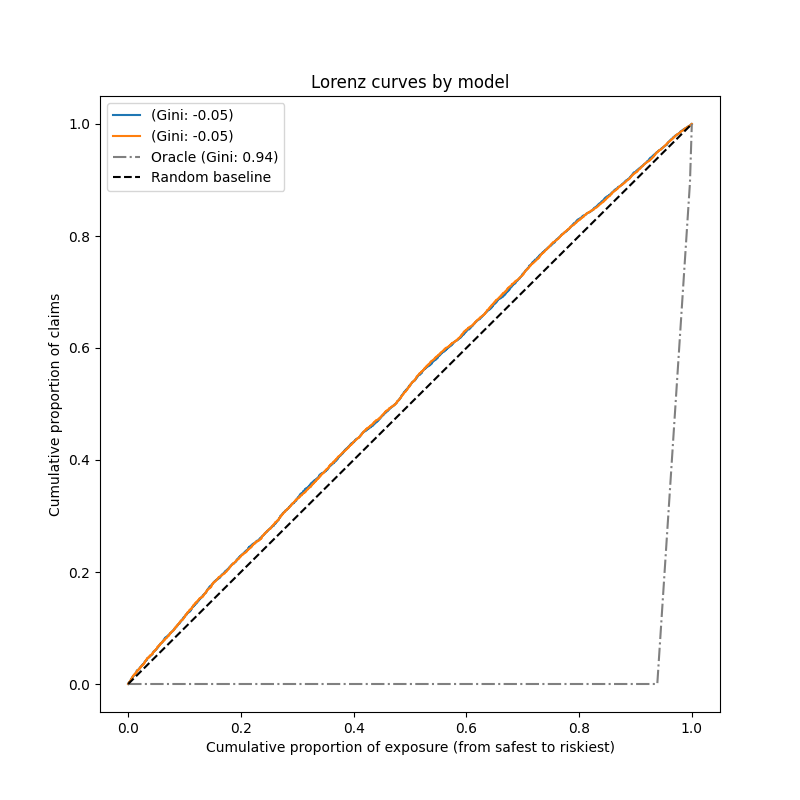 Lorenz curves by model
(Gini: -0.05)
(Gini: -0.05)
Oracle (Gini: 0.94)
Random baseline
1.0
0.8
0.6
0.4
0.2
0.0
Cumulative proportion of claims
0.0 0.2 0.4 0.6 0.8 1.0
Cumulative proportion of exposure (from safest to riskiest)